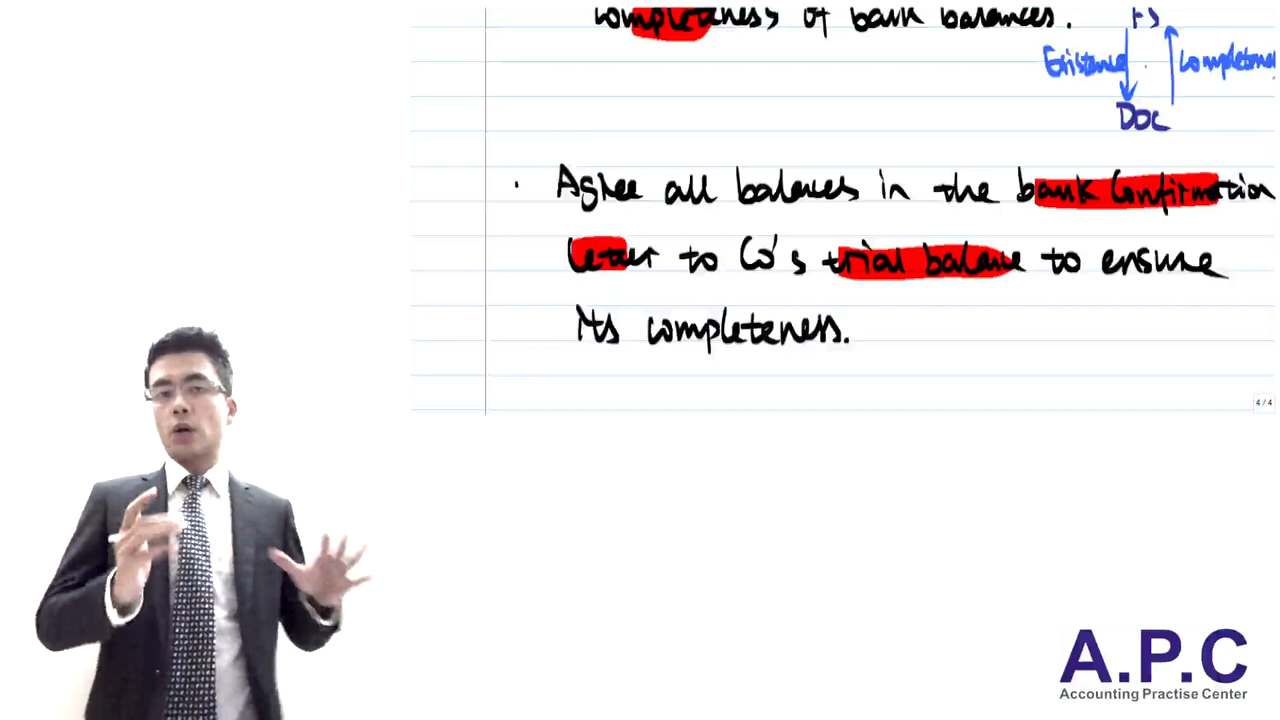 completeness of bank balances.
FS
Existence
Completeness
Doc
· Agree all balances in the bank confirmation
letter to Co's trial balance to ensure
its completeness.
4 / 4
A.P.C
Accounting Practise Center